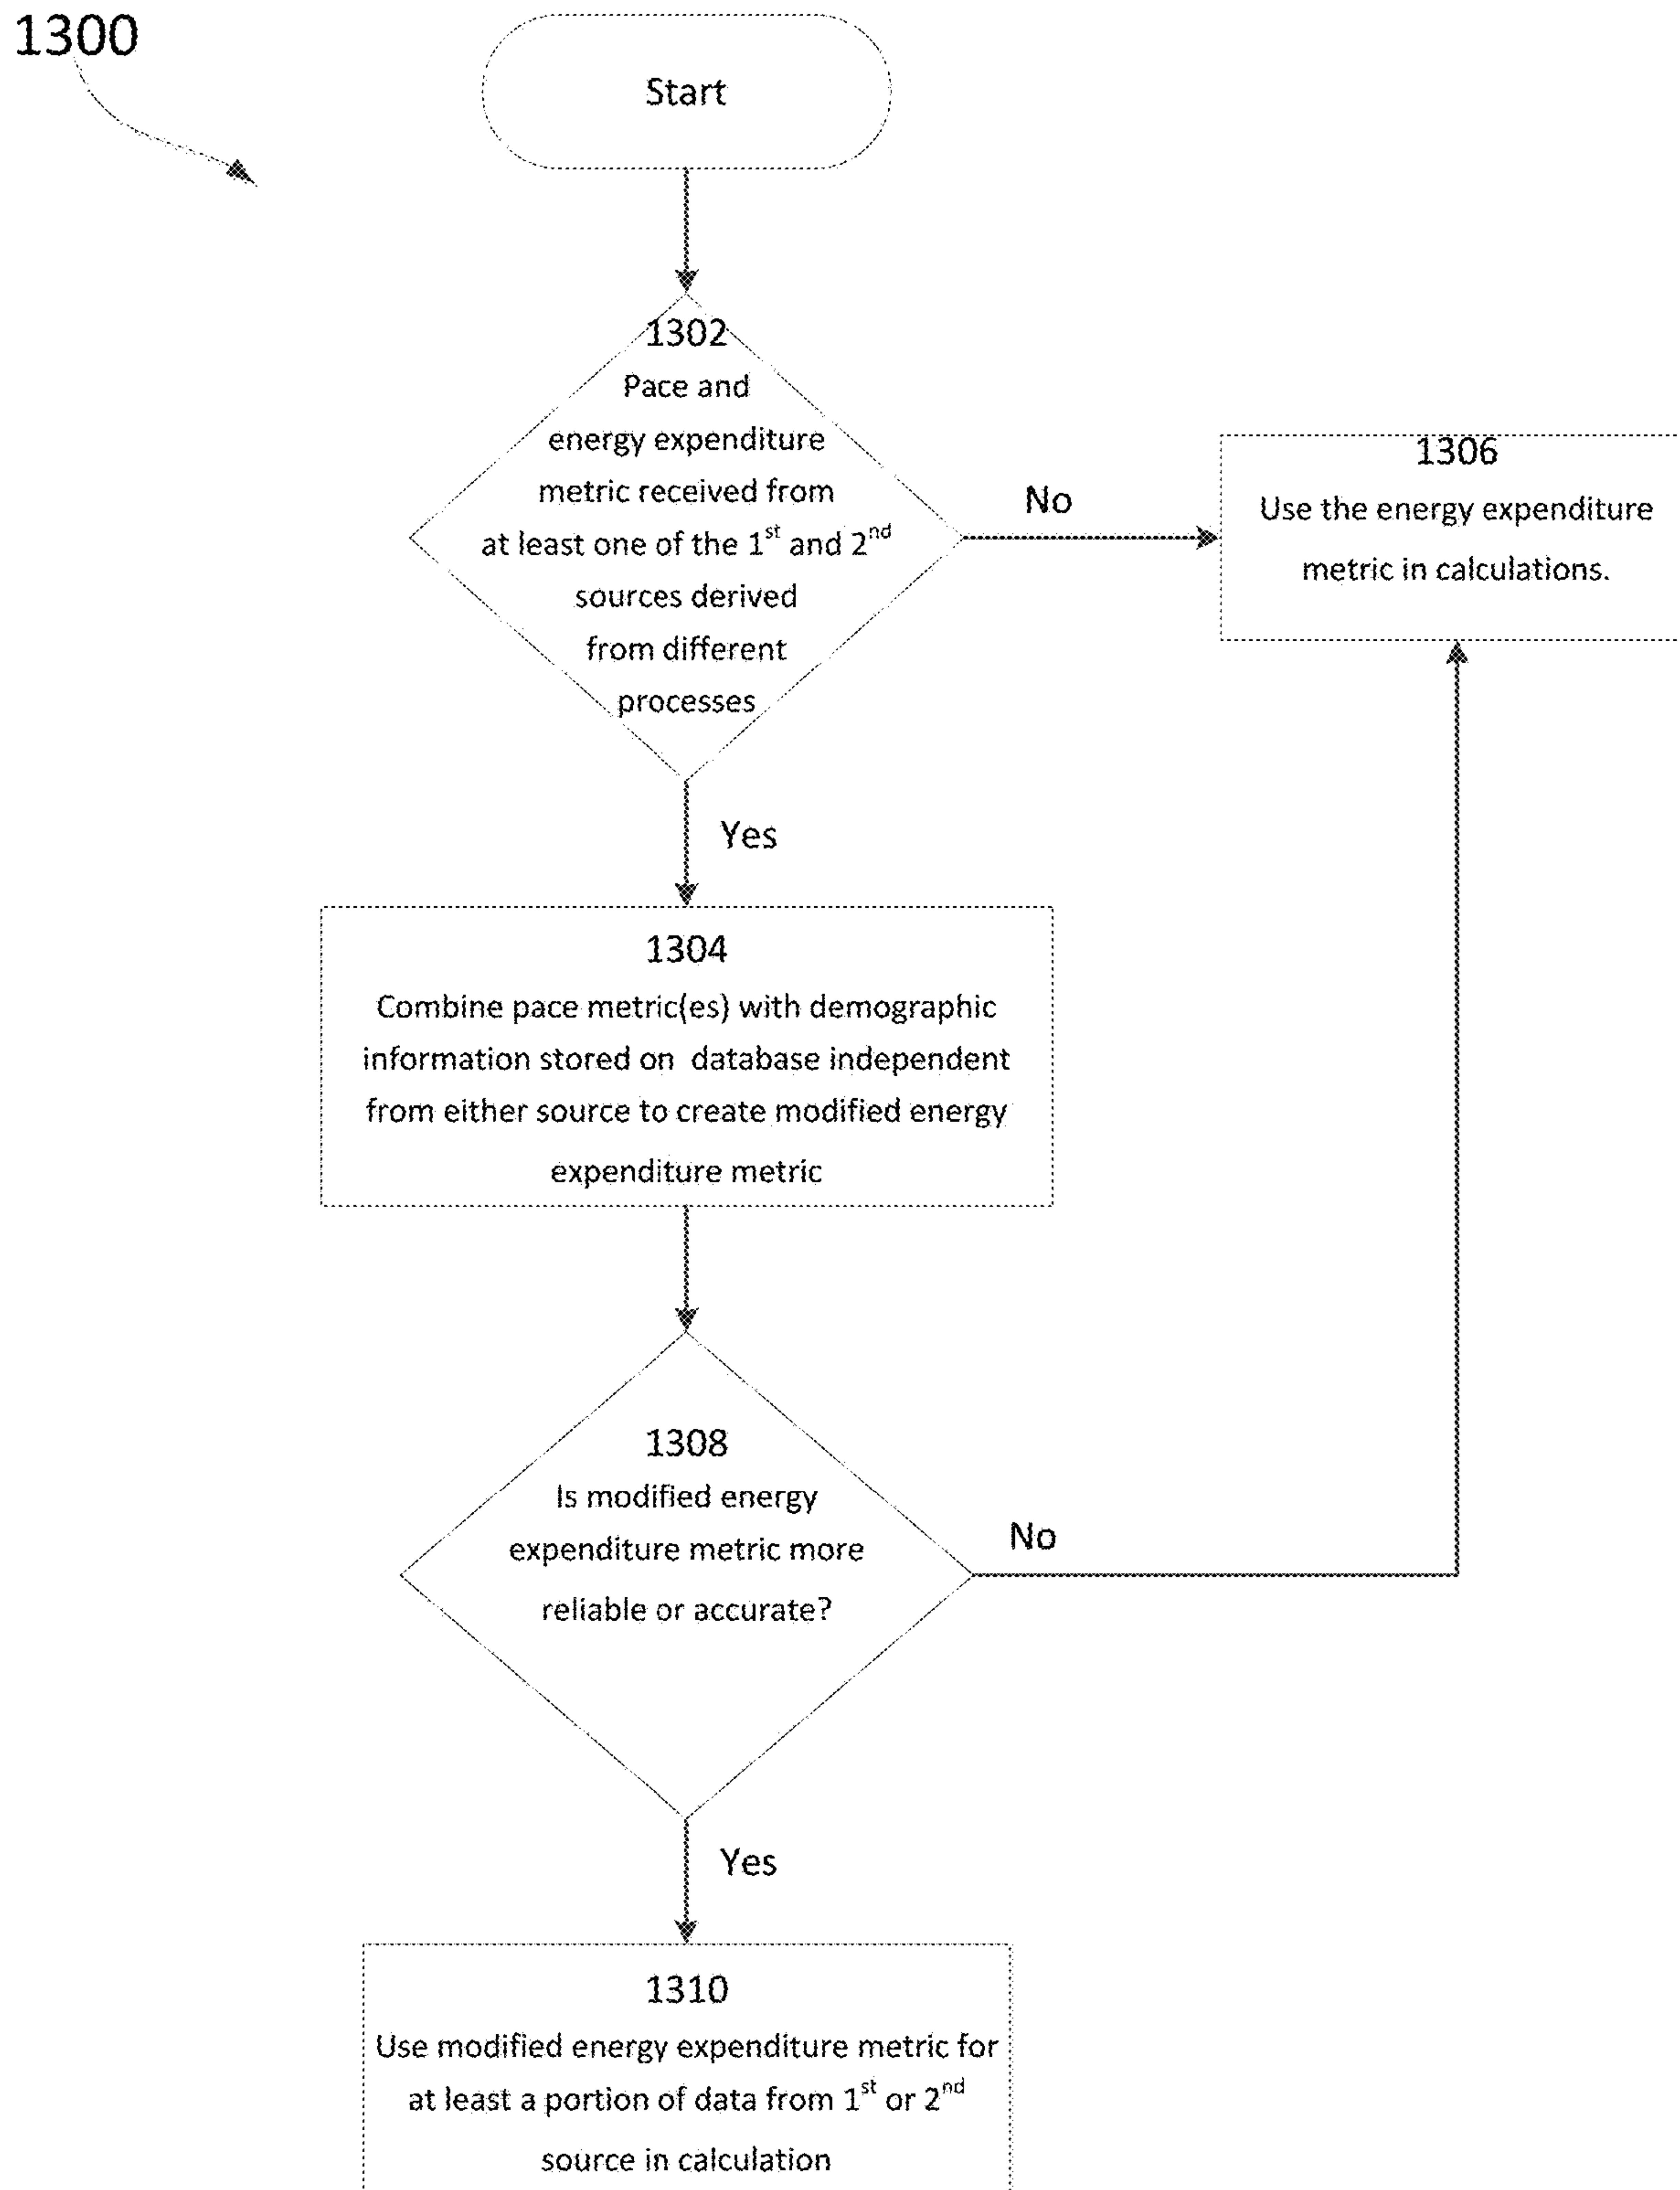 1300
Start
1302
Pace and
energy expenditure
metric received from
at least one of the 1st and 2nd
sources derived
from different
processes
No
1306
Use the energy expenditure
metric in calculations.
Yes
1304
Combine pace metric(es) with demographic
information stored on database independent
from either source to create modified energy
expenditure metric
1308
Is modified energy
expenditure metric more
reliable or accurate?
No
Yes
1310
Use modified energy expenditure metric for
at least a portion of data from 1st or 2nd
source in calculation